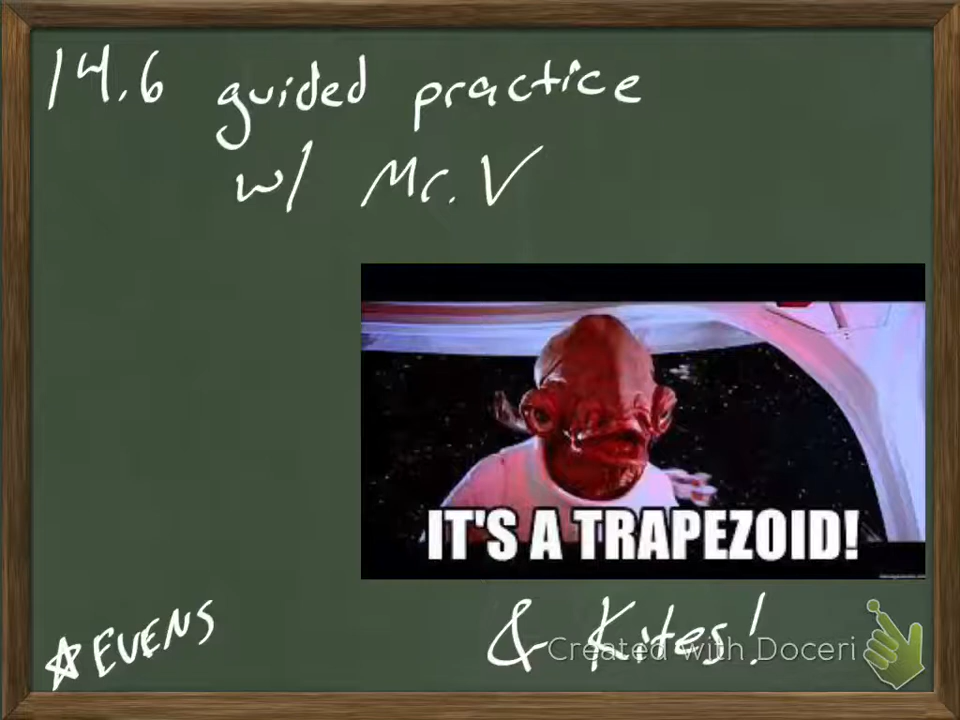 14.6 guided practice
w/ Mr. V
IT'S A TRAPEZOID!
& Kites!
☆ EVENS
Created with Doceri